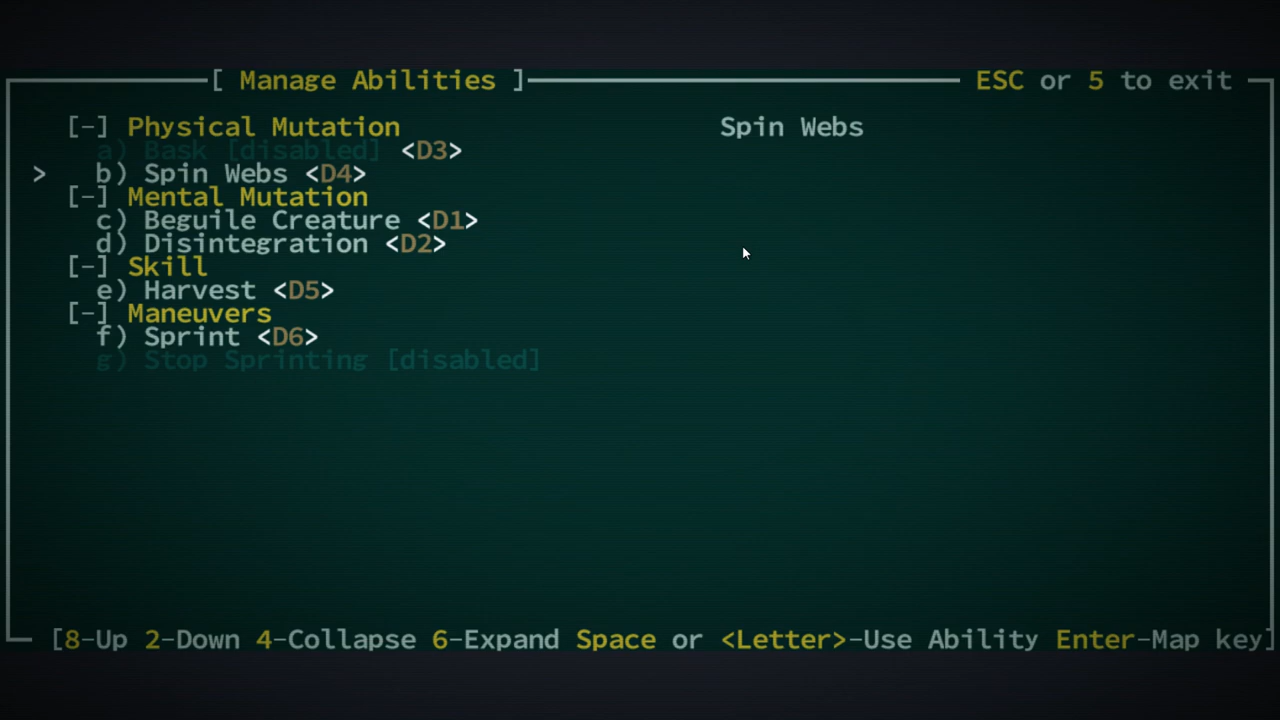 [ Manage Abilities ] ESC or 5 to exit
[-] Physical Mutation Spin Webs
a) Bask [disabled] <D3>
> b) Spin Webs <D4>
[-] Mental Mutation
c) Beguile Creature <D1>
d) Disintegration <D2>
[-] Skill
e) Harvest <D5>
[-] Maneuvers
f) Sprint <D6>
g) Stop Sprinting [disabled]
[8-Up 2-Down 4-Collapse 6-Expand Space or <Letter>-Use Ability Enter-Map key]